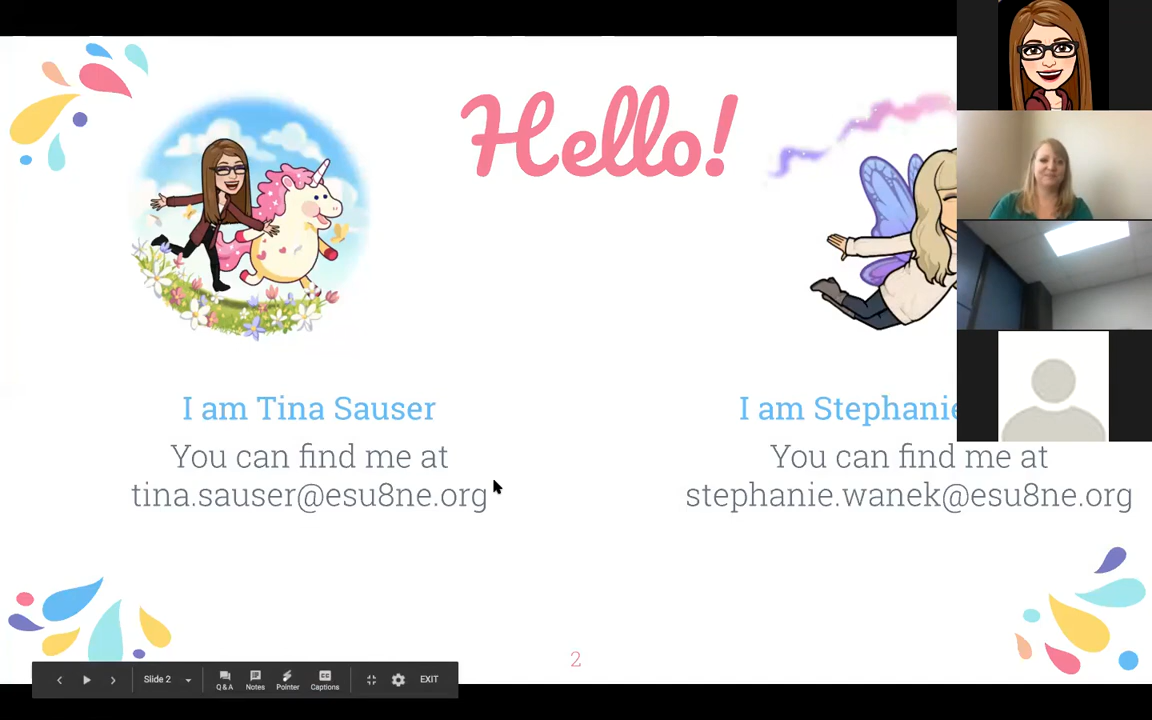 Hello!
I am Tina Sauser
You can find me at
tina.sauser@esu8ne.org
I am Stephanie
You can find me at
stephanie.wanek@esu8ne.org
2
Slide 2
Q&A
Notes
Pointer
CC
Captions
EXIT